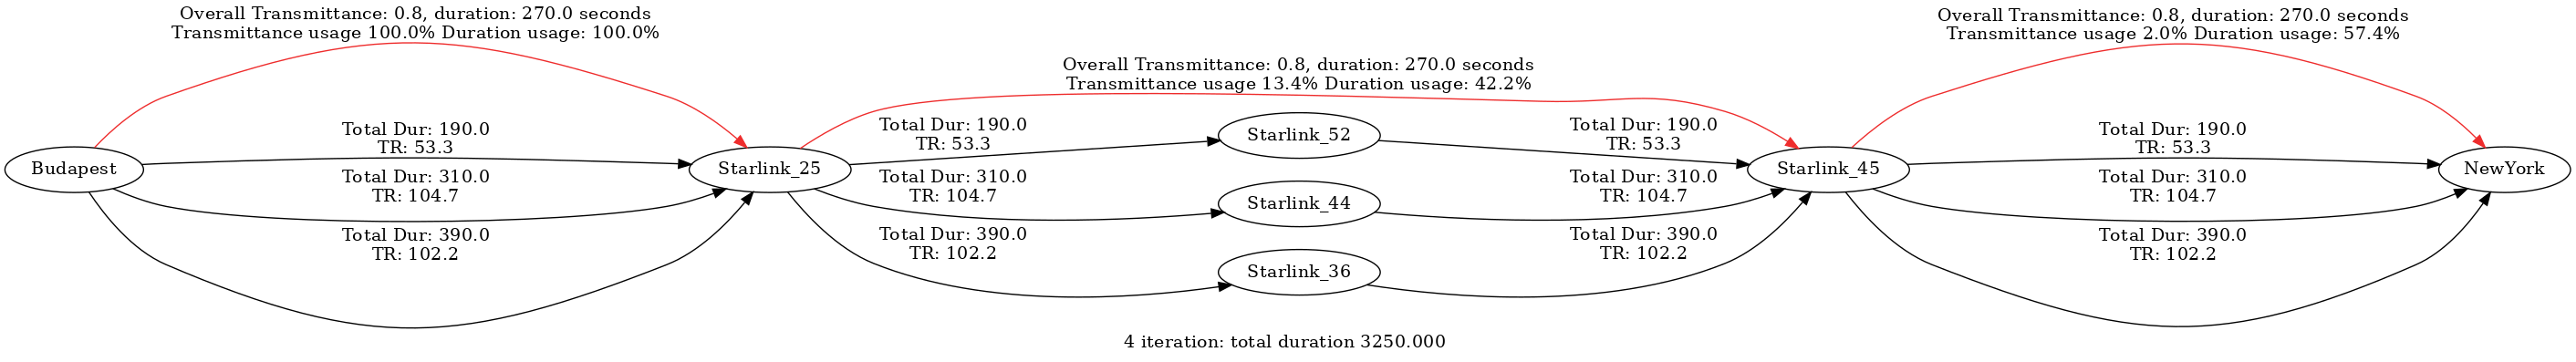 Overall Transmittance: 0.8, duration: 270.0 seconds
Transmittance usage 100.0% Duration usage: 100.0%
Overall Transmittance: 0.8, duration: 270.0 seconds
Transmittance usage 13.4% Duration usage: 42.2%
Overall Transmittance: 0.8, duration: 270.0 seconds
Transmittance usage 2.0% Duration usage: 57.4%
Budapest
Total Dur: 190.0
TR: 53.3
Total Dur: 310.0
TR: 104.7
Total Dur: 390.0
TR: 102.2
Starlink_25
Total Dur: 190.0
TR: 53.3
Total Dur: 310.0
TR: 104.7
Total Dur: 390.0
TR: 102.2
Starlink_52
Starlink_44
Starlink_36
Total Dur: 190.0
TR: 53.3
Total Dur: 310.0
TR: 104.7
Total Dur: 390.0
TR: 102.2
Starlink_45
Total Dur: 190.0
TR: 53.3
Total Dur: 310.0
TR: 104.7
Total Dur: 390.0
TR: 102.2
NewYork
4 iteration: total duration 3250.000